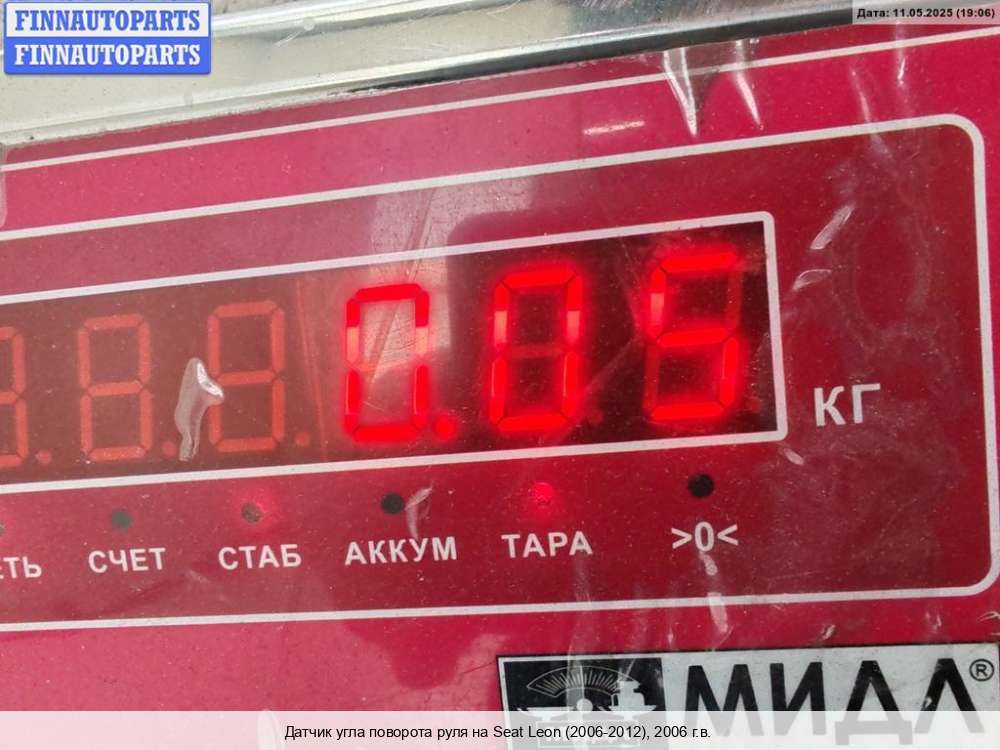 FINNAUTOPARTS
FINNAUTOPARTS
Дата: 11.05.2025 (19:06)
0.05
КГ
СЧЕТ СТАБ АККУМ ТАРА >0<
МИДЛ®
Датчик угла поворота руля на Seat Leon (2006-2012), 2006 г.в.